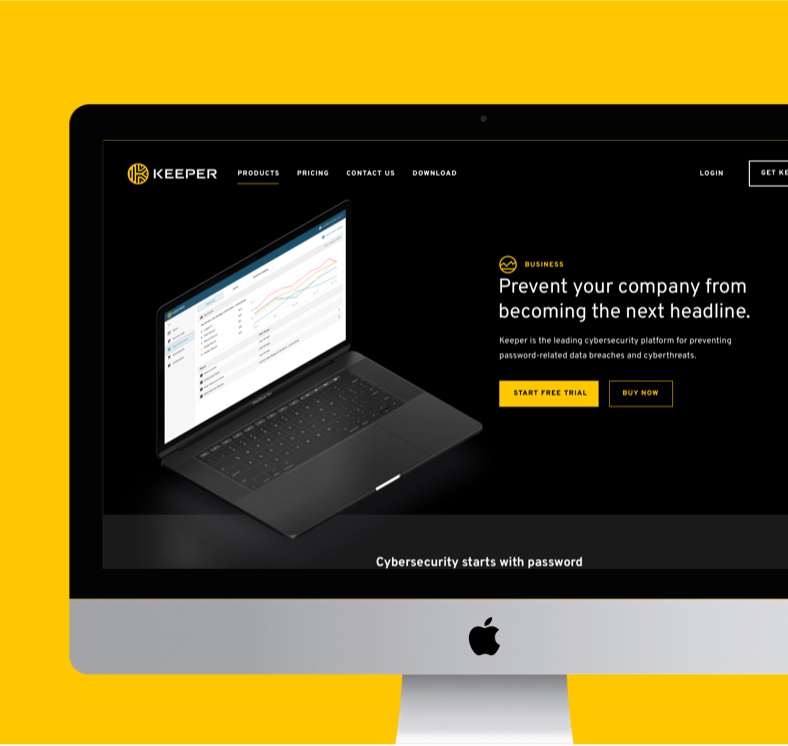 KEEPER
PRODUCTS
PRICING
CONTACT US
DOWNLOAD
LOGIN
GET KE
BUSINESS
Prevent your company from
becoming the next headline.
Keeper is the leading cybersecurity platform for preventing
password-related data breaches and cyberthreats.
START FREE TRIAL
BUY NOW
Cybersecurity starts with password